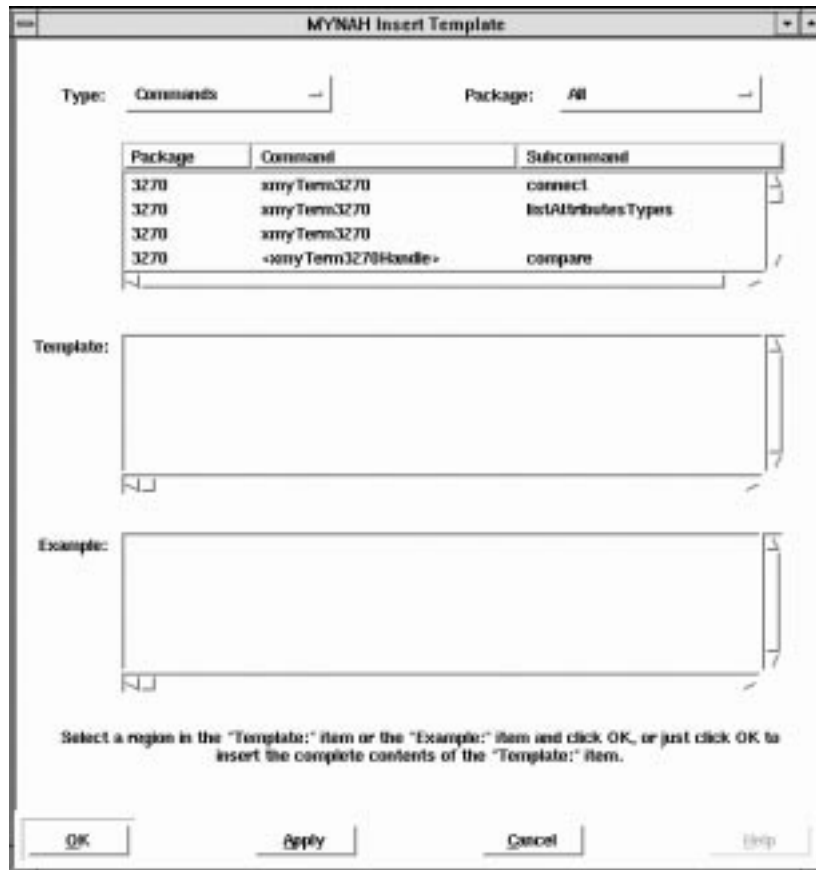 MYNAH Insert Template
Type: Commands Package: All
Package Command Subcommand
3270 xmyTerm3270 connect
3270 xmyTerm3270 listAttributesTypes
3270 xmyTerm3270
3270 <xmyTerm3270Handle> compare
Template:
Example:
Select a region in the "Template:" item or the "Example:" item and click OK, or just click OK to
insert the complete contents of the "Template:" item.
OK Apply Cancel Help